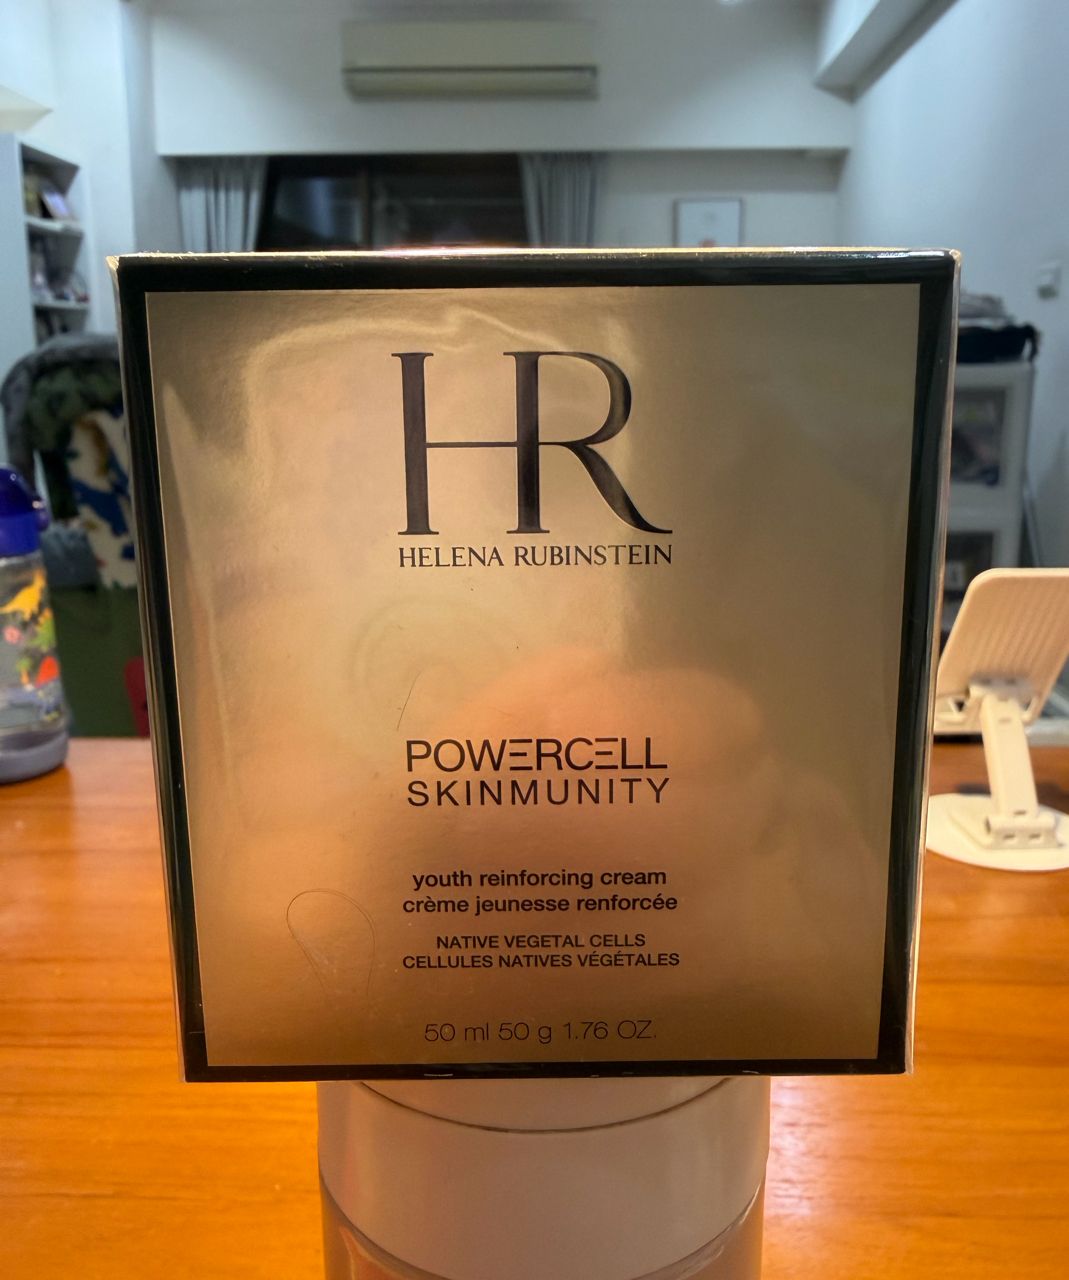 HR
HELENA RUBINSTEIN
POWERCELL
SKINMUNITY
youth reinforcing cream
crème jeunesse renforcée
NATIVE VEGETAL CELLS
CELLULES NATIVES VÉGÉTALES
50 ml 50 g 1.76 OZ.